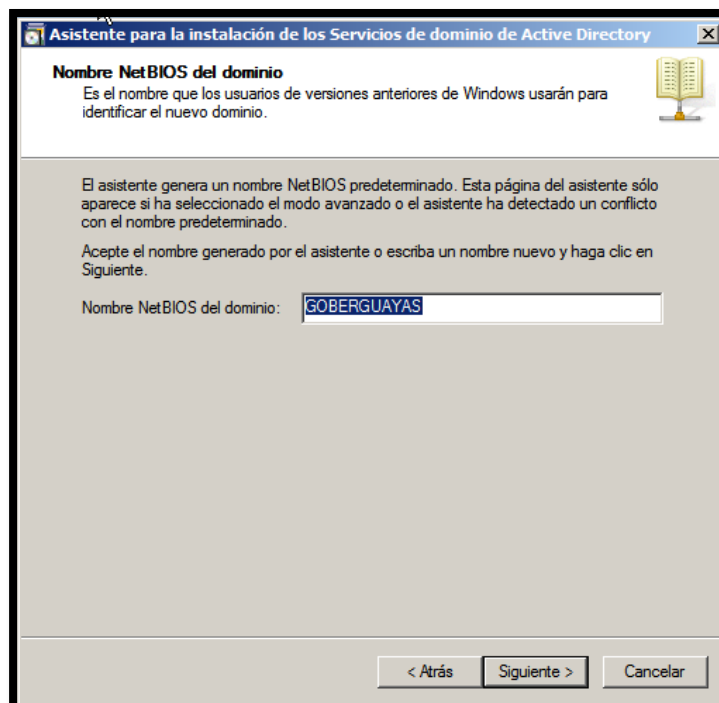 Asistente para la instalación de los Servicios de dominio de Active Directory
Nombre NetBIOS del dominio
Es el nombre que los usuarios de versiones anteriores de Windows usarán para
identificar el nuevo dominio.
El asistente genera un nombre NetBIOS predeterminado. Esta página del asistente sólo
aparece si ha seleccionado el modo avanzado o el asistente ha detectado un conflicto
con el nombre predeterminado.
Acepte el nombre generado por el asistente o escriba un nombre nuevo y haga clic en
Siguiente.
Nombre NetBIOS del dominio: GOBERGUAYAS
< Atrás Siguiente > Cancelar